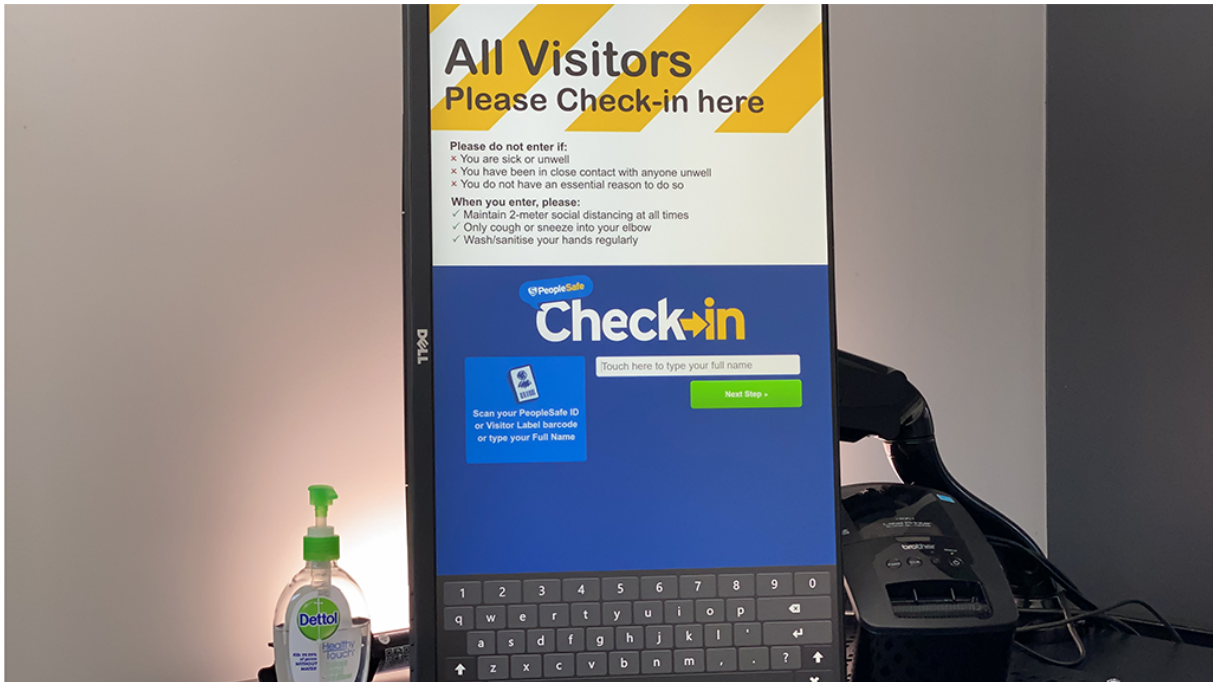 All Visitors
Please Check-in here
Please do not enter if:
× You are sick or unwell
× You have been in close contact with anyone unwell
× You do not have an essential reason to do so
When you enter, please:
✓ Maintain 2-meter social distancing at all times
✓ Only cough or sneeze into your elbow
✓ Wash/sanitise your hands regularly
PeopleSafe
Check-in
Touch here to type your full name
Next Step ▸
Scan your PeopleSafe ID
or Visitor Label barcode
or type your Full Name
DELL
1 2 3 4 5 6 7 8 9 0
q w e r t y u i o p
a s d f g h j k l '
z x c v b n m , . ?
Dettol
Healthy
Touch
WITHOUT
WATER
brother